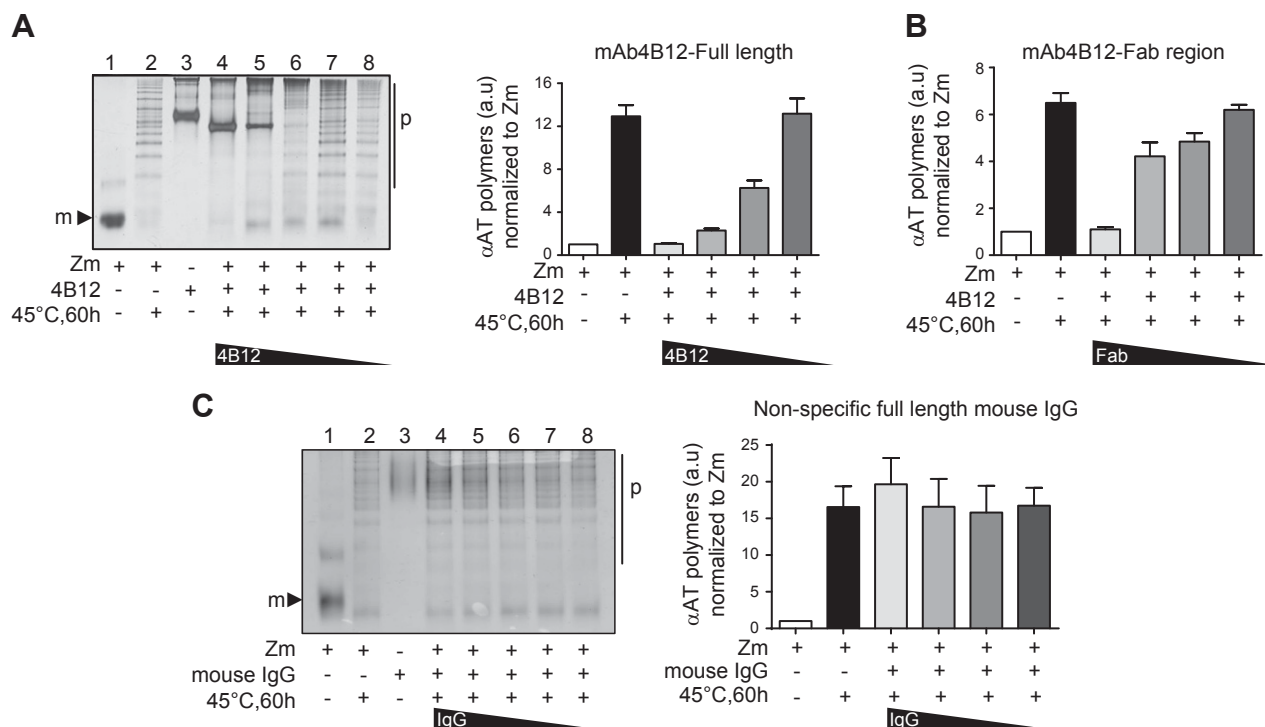 A
1 2 3 4 5 6 7 8
m
p
Zm + + - + + + + +
4B12 - - + + + + + +
45°C,60h - + - + + + + +
4B12
mAb4B12-Full length
αAT polymers (a.u)
normalized to Zm
16
12
8
4
0
Zm + + + + + +
4B12 - - + + + +
45°C,60h - + + + + +
4B12
B
mAb4B12-Fab region
αAT polymers (a.u)
normalized to Zm
8
6
4
2
0
Zm + + + + + +
4B12 - - + + + +
45°C,60h - + + + + +
Fab
C
1 2 3 4 5 6 7 8
m
p
Zm + + - + + + + +
mouse IgG - - + + + + + +
45°C,60h - + - + + + + +
IgG
Non-specific full length mouse IgG
αAT polymers (a.u)
normalized to Zm
25
20
15
10
5
0
Zm + + + + + +
mouse IgG - - + + + +
45°C,60h - + + + + +
IgG